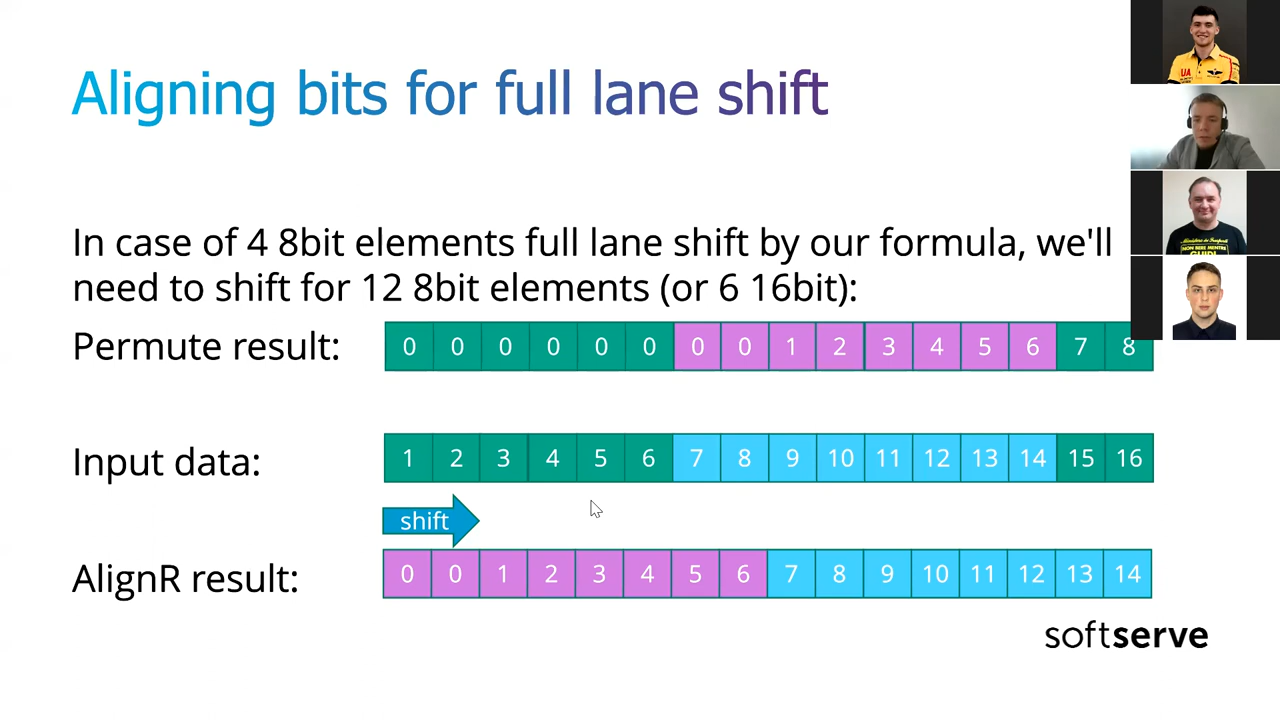 Aligning bits for full lane shift
In case of 4 8bit elements full lane shift by our formula, we'll
need to shift for 12 8bit elements (or 6 16bit):
Permute result: 0 0 0 0 0 0 0 0 1 2 3 4 5 6 7 8
Input data: 1 2 3 4 5 6 7 8 9 10 11 12 13 14 15 16
shift
AlignR result: 0 0 1 2 3 4 5 6 7 8 9 10 11 12 13 14
softserve
UA